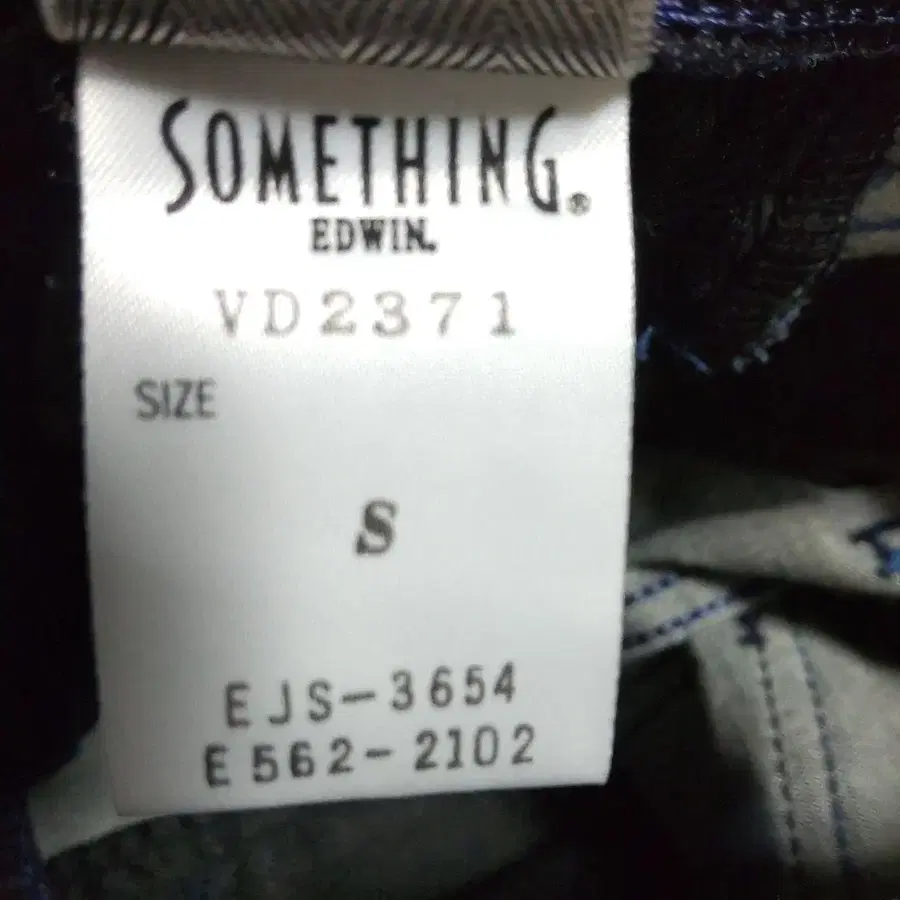 SOMETHING®
EDWIN.
VD2371
SIZE
S
EJS-3654
E562-2102